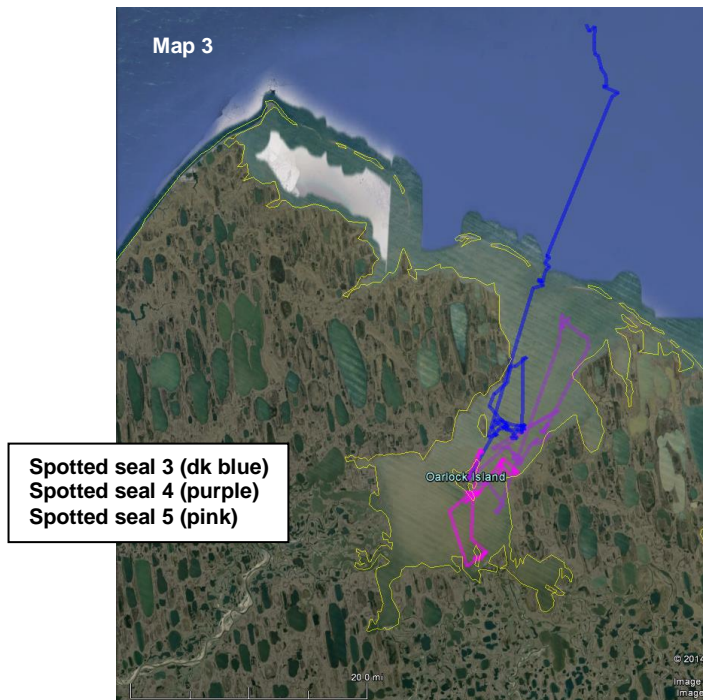 Map 3
Spotted seal 3 (dk blue)
Spotted seal 4 (purple)
Spotted seal 5 (pink)
Oarlock Island
20.0 mi
© 2014
Image
Image